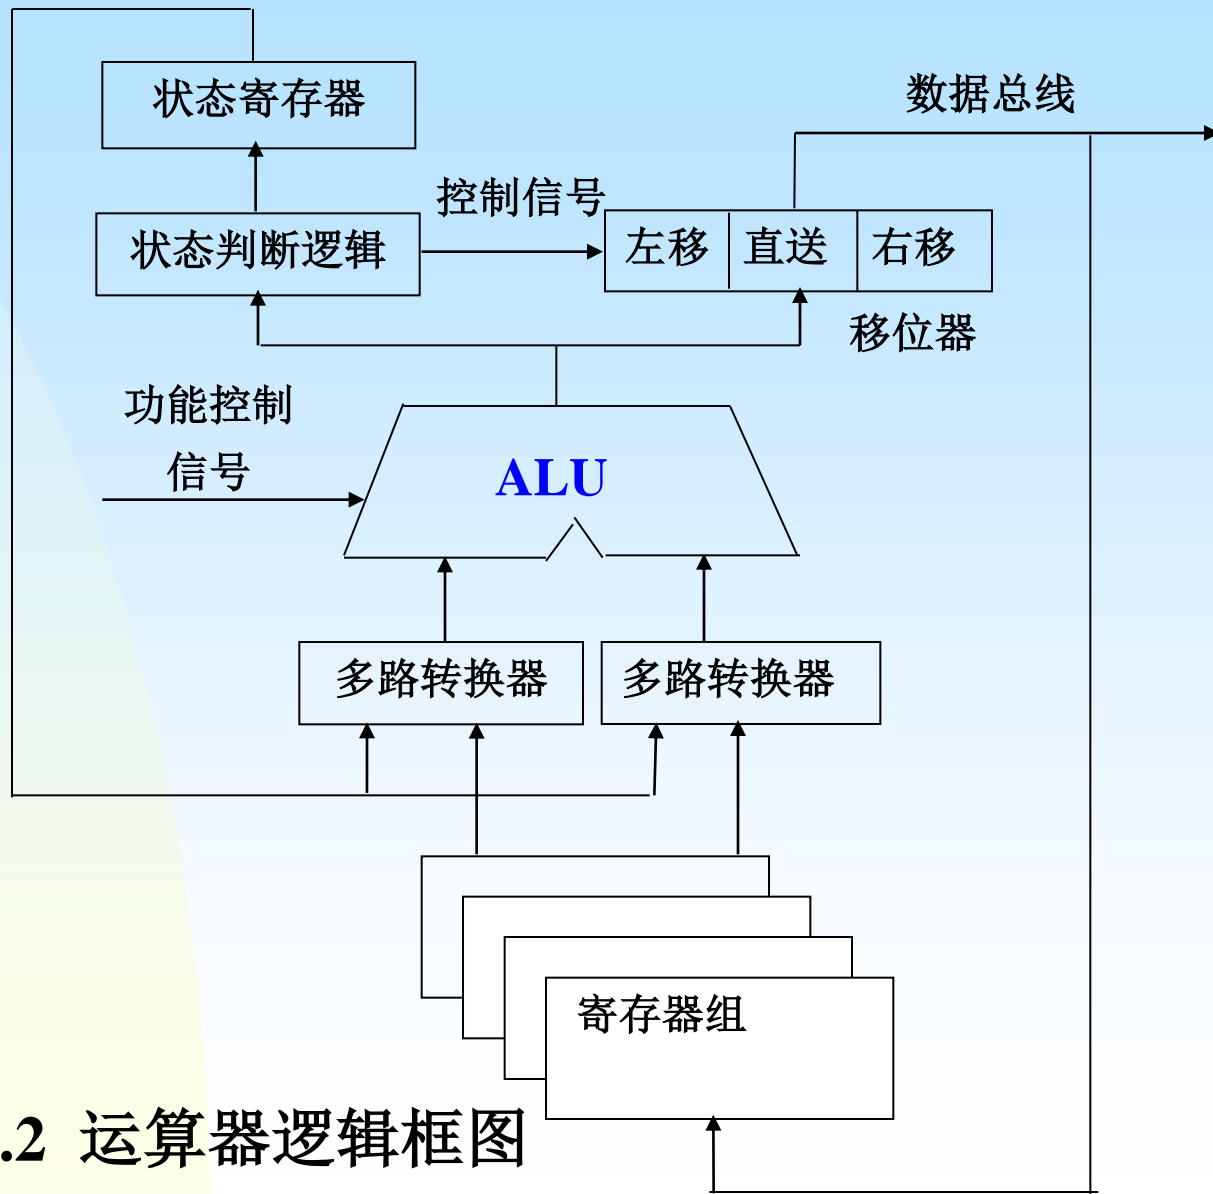 状态寄存器
数据总线
控制信号
状态判断逻辑
左移 直送 右移
移位器
功能控制
信号
ALU
多路转换器 多路转换器
寄存器组
.2 运算器逻辑框图